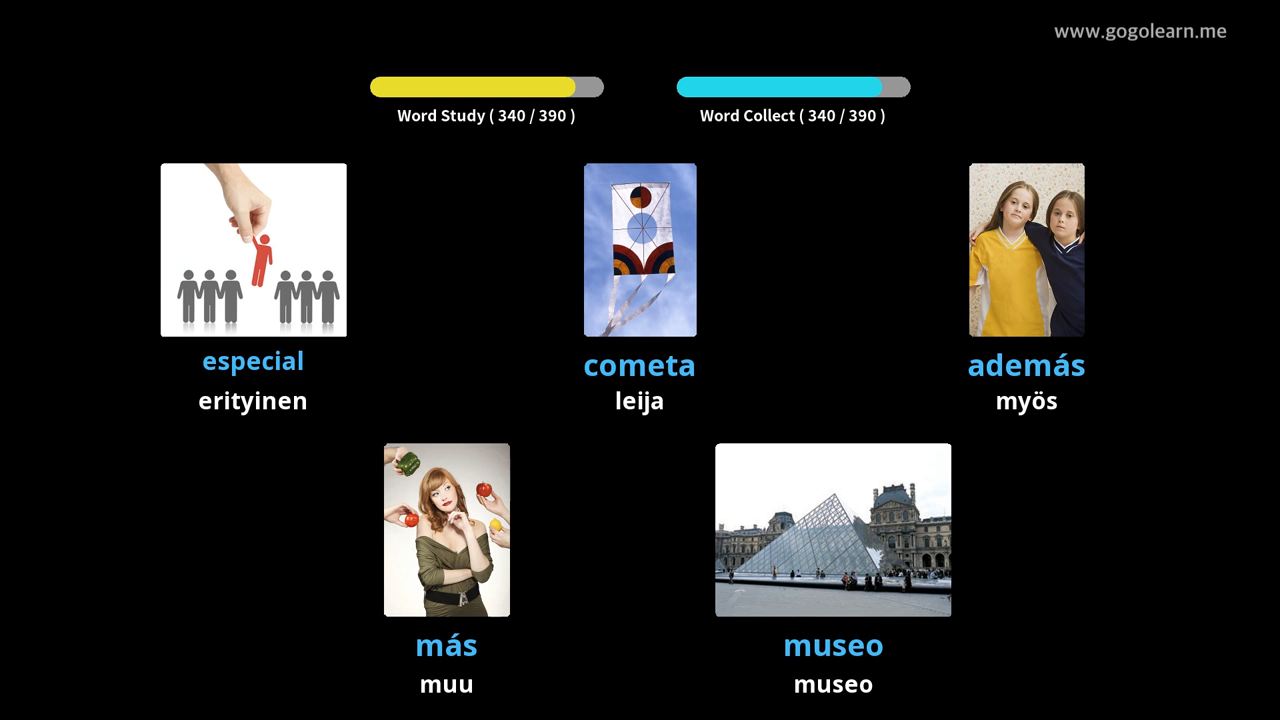 www.gogolearn.me
Word Study ( 340 / 390 )
Word Collect ( 340 / 390 )
especial
erityinen
cometa
leija
además
myös
más
muu
museo
museo